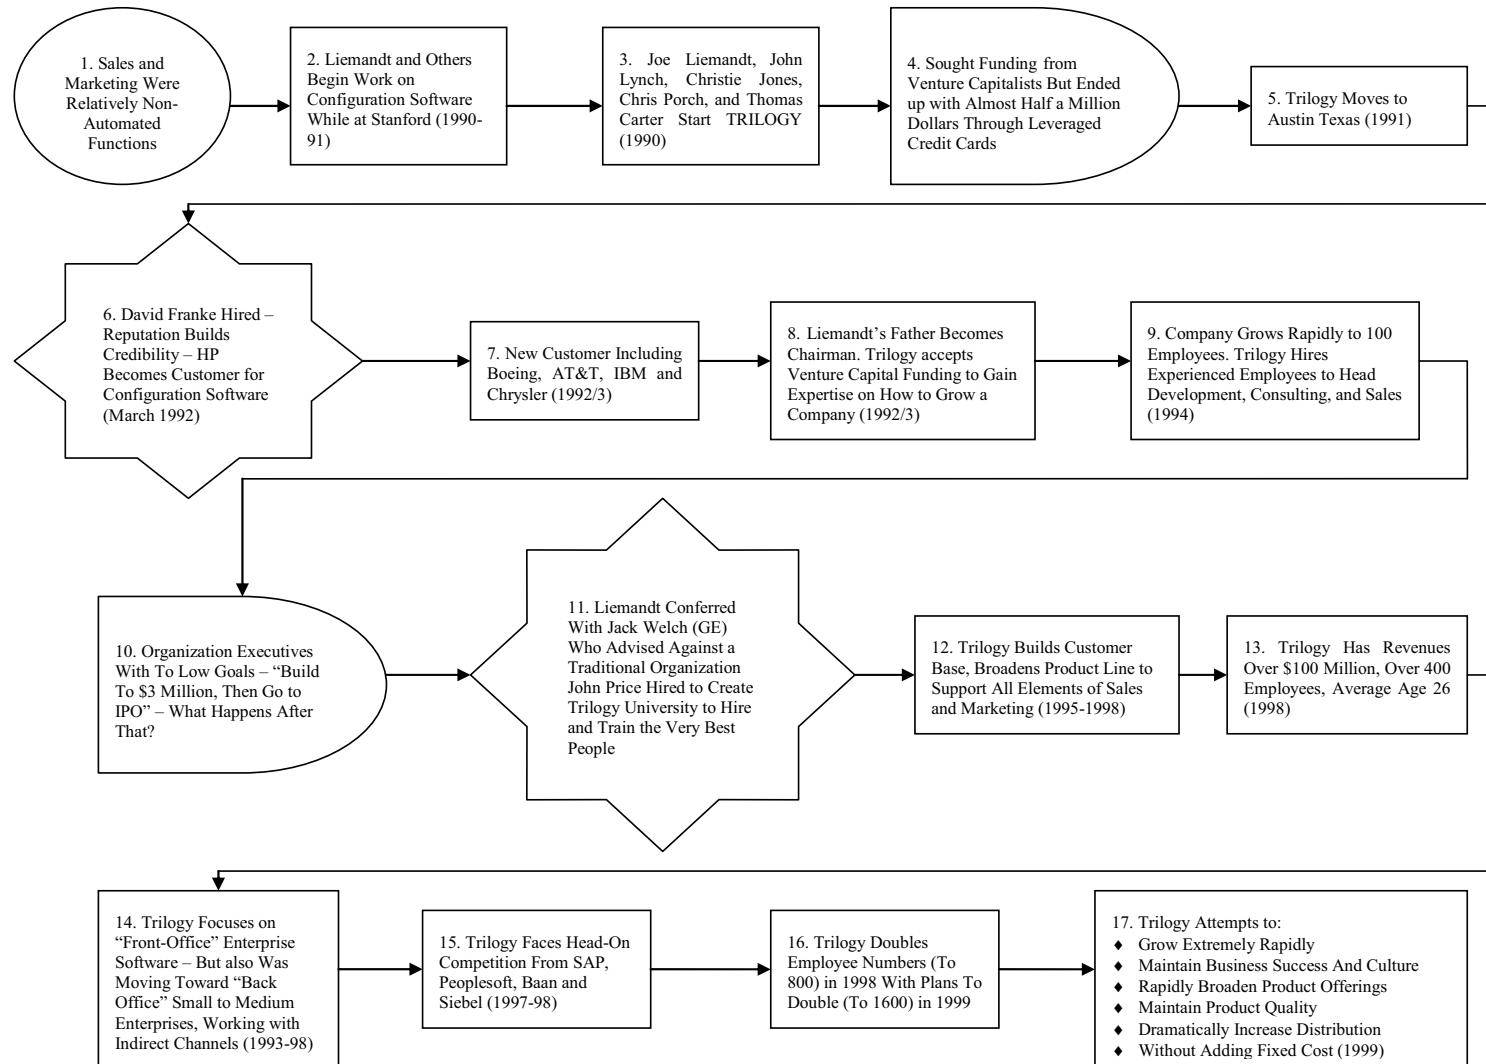 1. Sales and
Marketing Were
Relatively Non-
Automated
Functions
2. Liemandt and Others
Begin Work on
Configuration Software
While at Stanford (1990-
91)
3. Joe Liemandt, John
Lynch, Christie Jones,
Chris Porch, and Thomas
Carter Start TRILOGY
(1990)
4. Sought Funding from
Venture Capitalists But Ended
up with Almost Half a Million
Dollars Through Leveraged
Credit Cards
5. Trilogy Moves to
Austin Texas (1991)
6. David Franke Hired –
Reputation Builds
Credibility – HP
Becomes Customer for
Configuration Software
(March 1992)
7. New Customer Including
Boeing, AT&T, IBM and
Chrysler (1992/3)
8. Liemandt’s Father Becomes
Chairman. Trilogy accepts
Venture Capital Funding to Gain
Expertise on How to Grow a
Company (1992/3)
9. Company Grows Rapidly to 100
Employees. Trilogy Hires
Experienced Employees to Head
Development, Consulting, and Sales
(1994)
10. Organization Executives
With To Low Goals – “Build
To $3 Million, Then Go to
IPO” – What Happens After
That?
11. Liemandt Conferred
With Jack Welch (GE)
Who Advised Against a
Traditional Organization
John Price Hired to Create
Trilogy University to Hire
and Train the Very Best
People
12. Trilogy Builds Customer
Base, Broadens Product Line to
Support All Elements of Sales
and Marketing (1995-1998)
13. Trilogy Has Revenues
Over $100 Million, Over 400
Employees, Average Age 26
(1998)
14. Trilogy Focuses on
“Front-Office” Enterprise
Software – But also Was
Moving Toward “Back
Office” Small to Medium
Enterprises, Working with
Indirect Channels (1993-98)
15. Trilogy Faces Head-On
Competition From SAP,
Peoplesoft, Baan and
Siebel (1997-98)
16. Trilogy Doubles
Employee Numbers (To
800) in 1998 With Plans To
Double (To 1600) in 1999
17. Trilogy Attempts to:
♦ Grow Extremely Rapidly
♦ Maintain Business Success And Culture
♦ Rapidly Broaden Product Offerings
♦ Maintain Product Quality
♦ Dramatically Increase Distribution
♦ Without Adding Fixed Cost (1999)